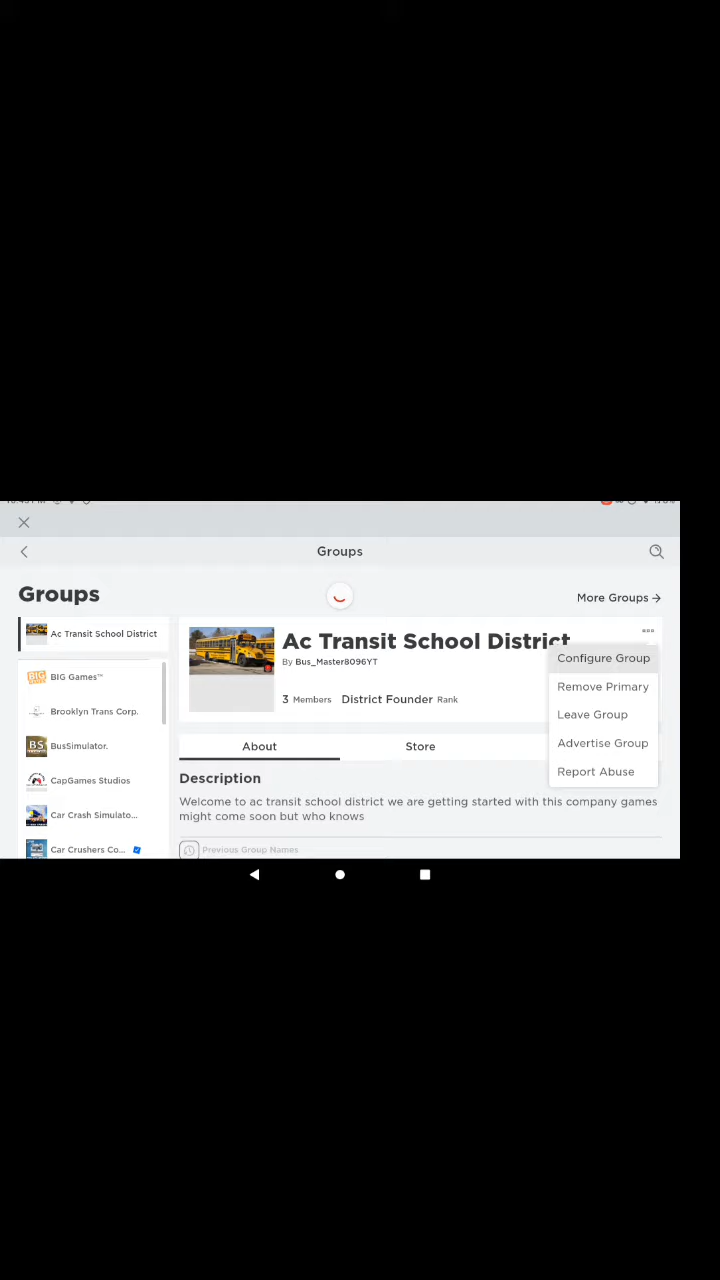 Groups
Groups
More Groups →
Ac Transit School District
BIG Games™
Brooklyn Trans Corp.
BS
BusSimulator.
CapGames Studios
Car Crash Simulato...
Car Crushers Co...
Ac Transit School District
By Bus_Master8096YT
3 Members District Founder Rank
Configure Group
Remove Primary
Leave Group
Advertise Group
Report Abuse
About Store
Description
Welcome to ac transit school district we are getting started with this company games
might come soon but who knows
Previous Group Names